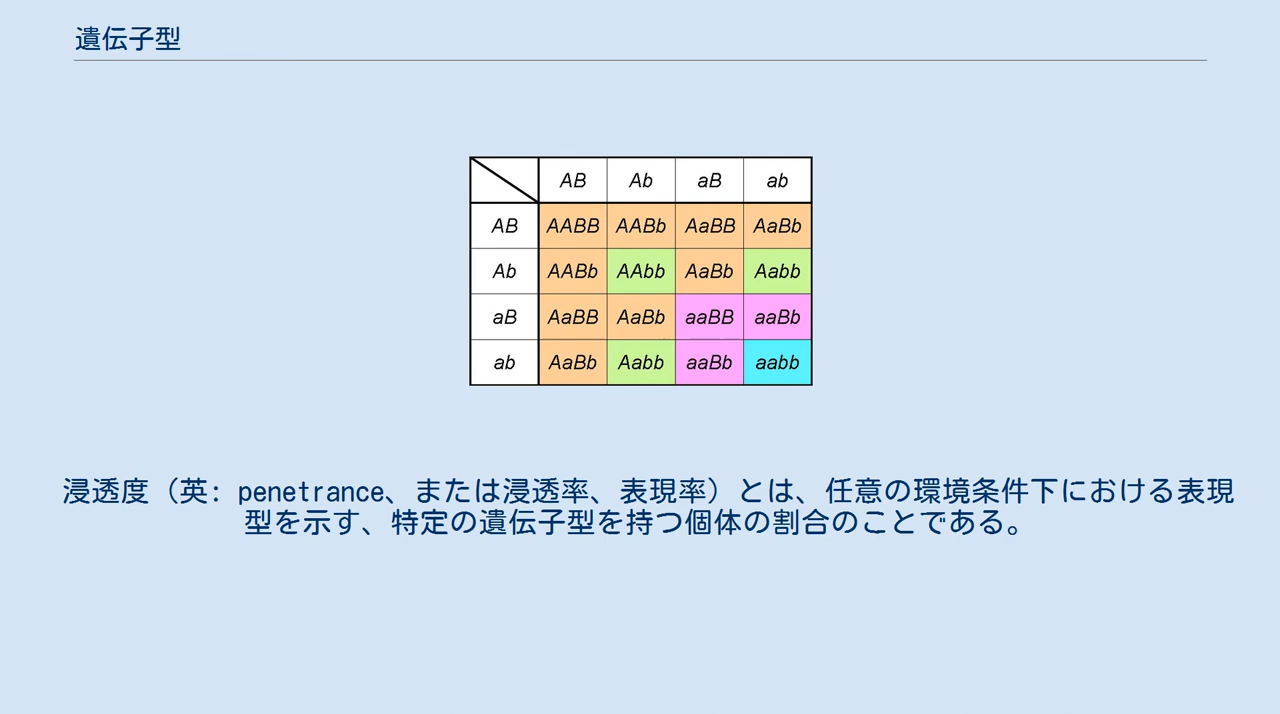 遺伝子型
AB Ab aB ab
AB AABB AABb AaBB AaBb
Ab AABb AAbb AaBb Aabb
aB AaBB AaBb aaBB aaBb
ab AaBb Aabb aaBb aabb
浸透度（英: penetrance、または浸透率、表現率）とは、任意の環境条件下における表現
型を示す、特定の遺伝子型を持つ個体の割合のことである。